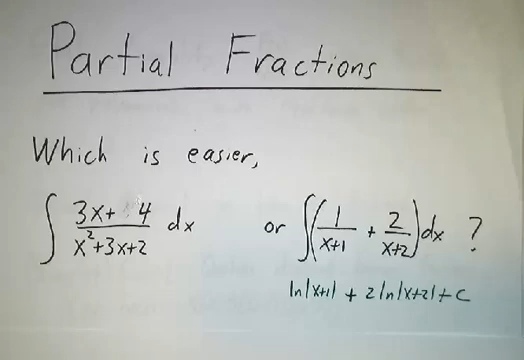 Partial Fractions
Which is easier,
∫ (3x+4)/(x²+3x+2) dx or ∫(1/(x+1) + 2/(x+2))dx ?
ln|x+1| + 2ln|x+2|+c